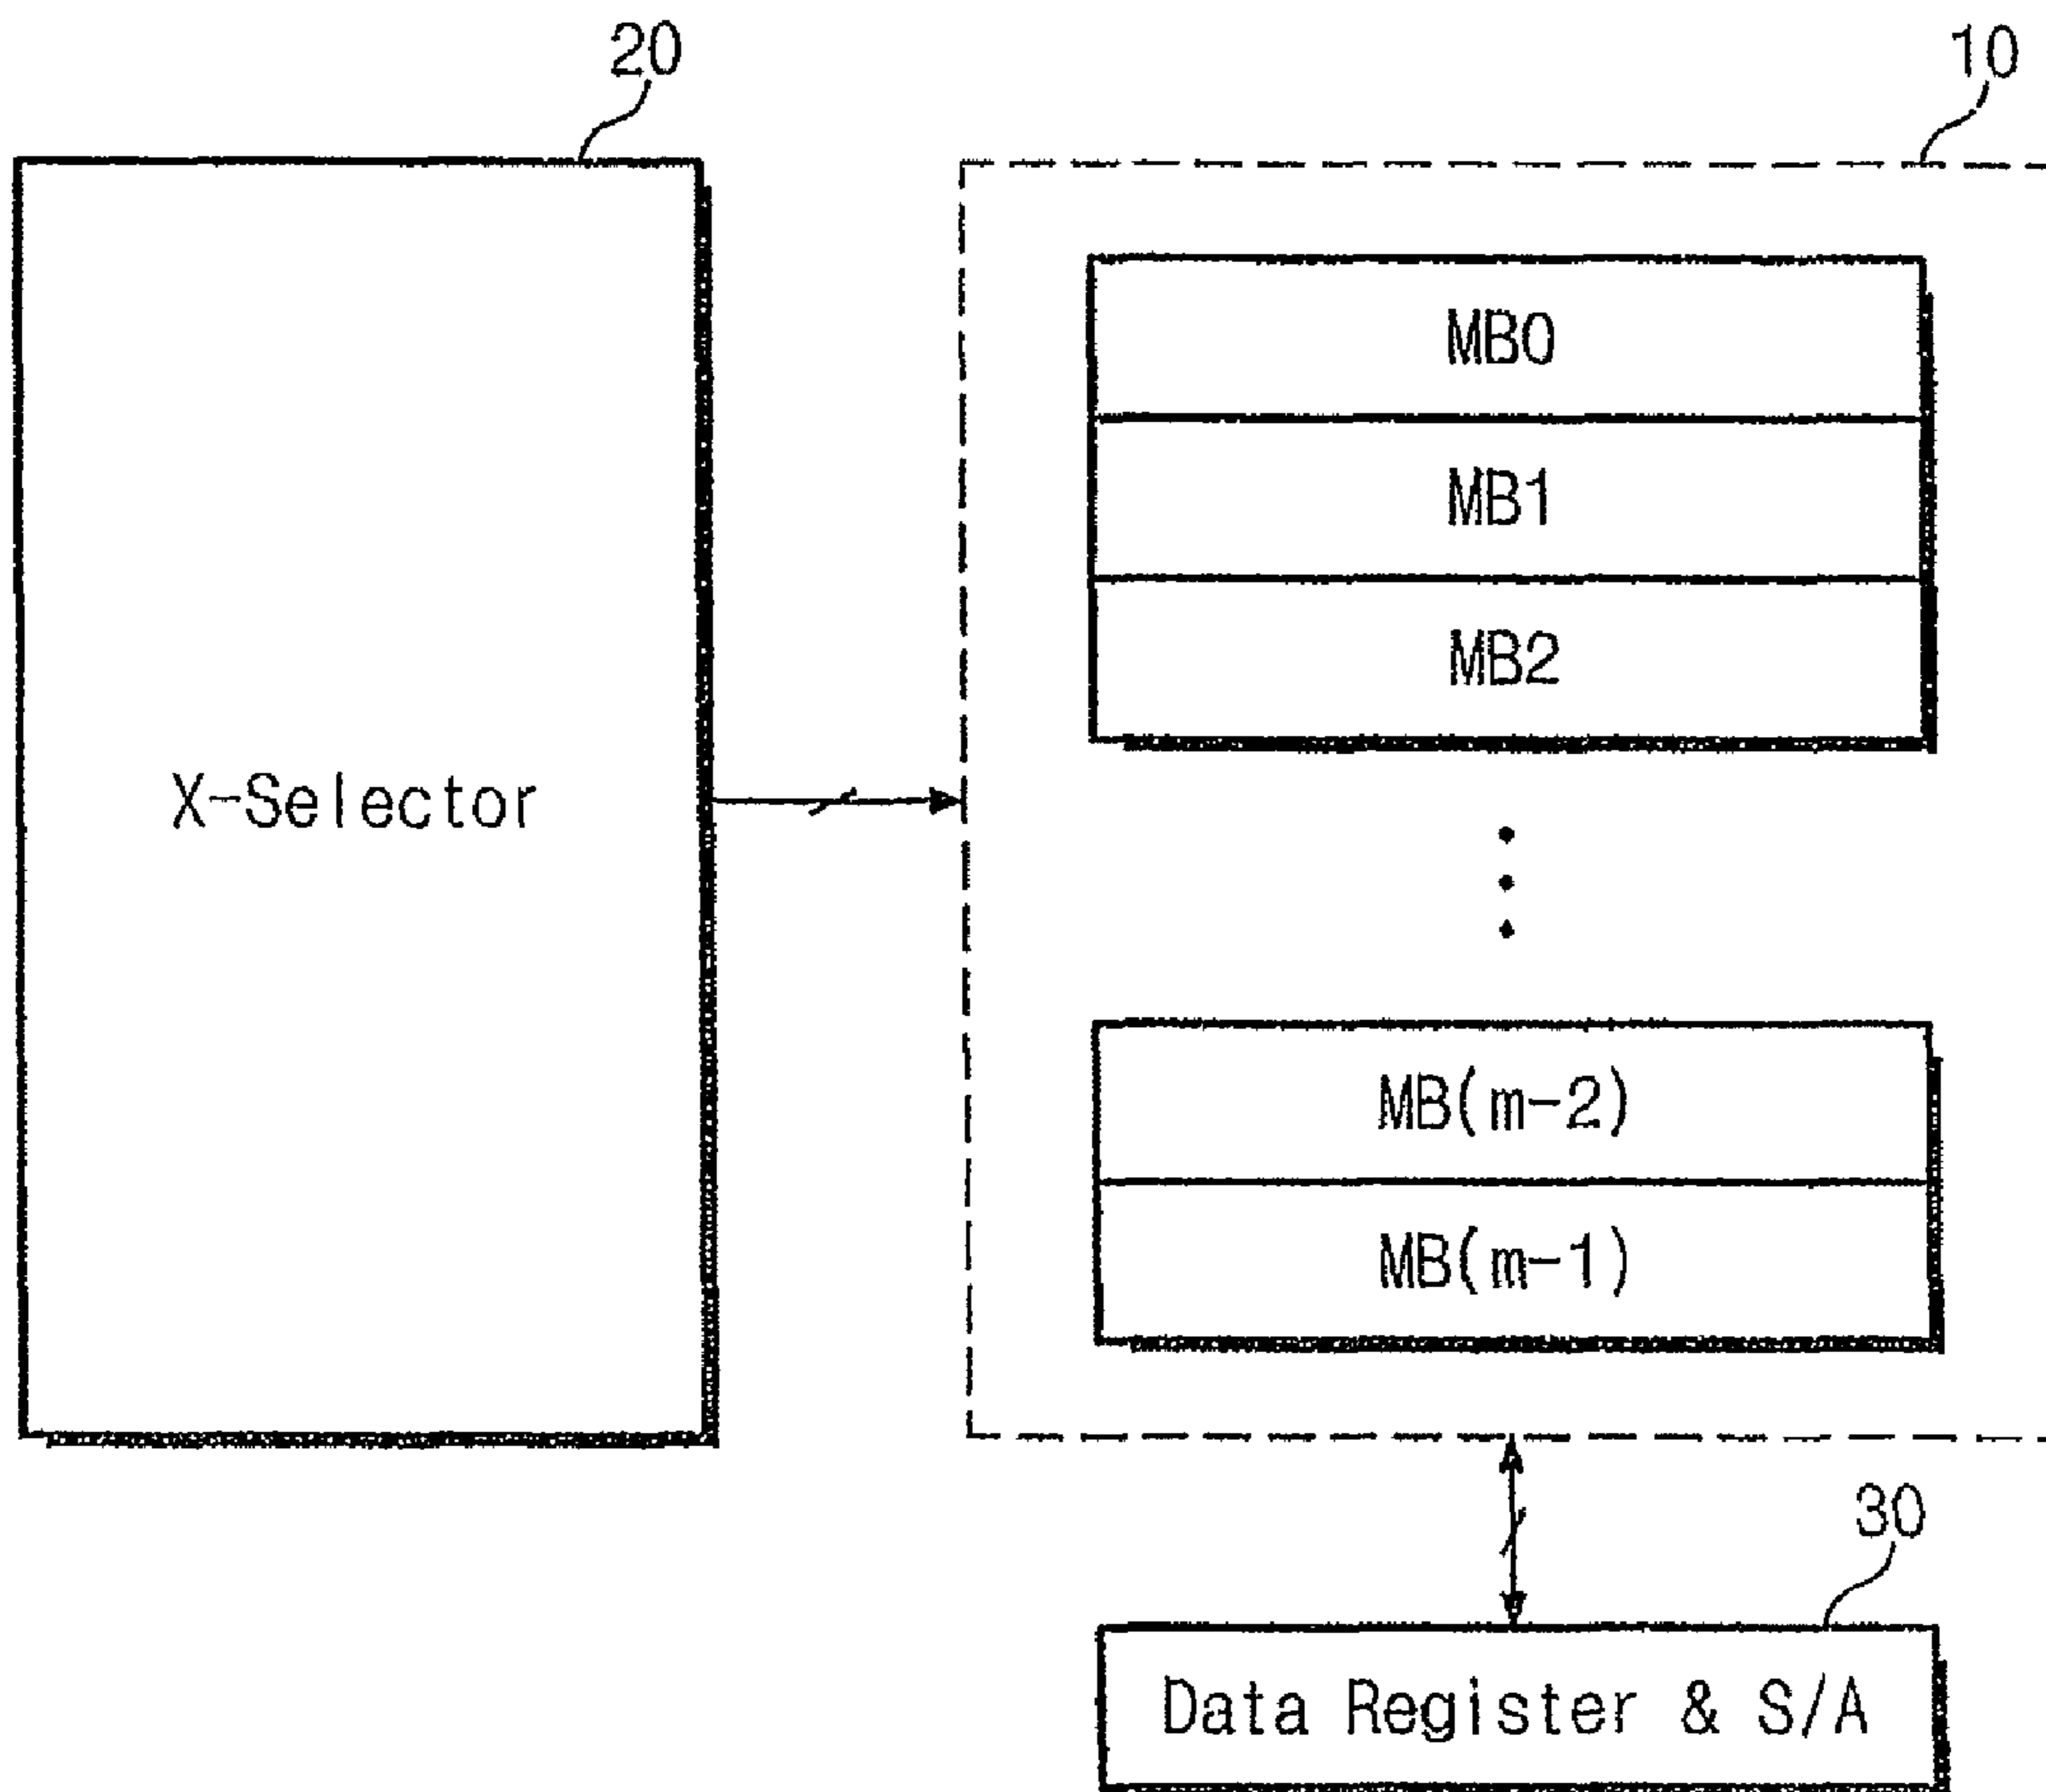 20
10
MB0
MB1
MB2
X-Selector
MB(m-2)
MB(m-1)
30
Data Register & S/A